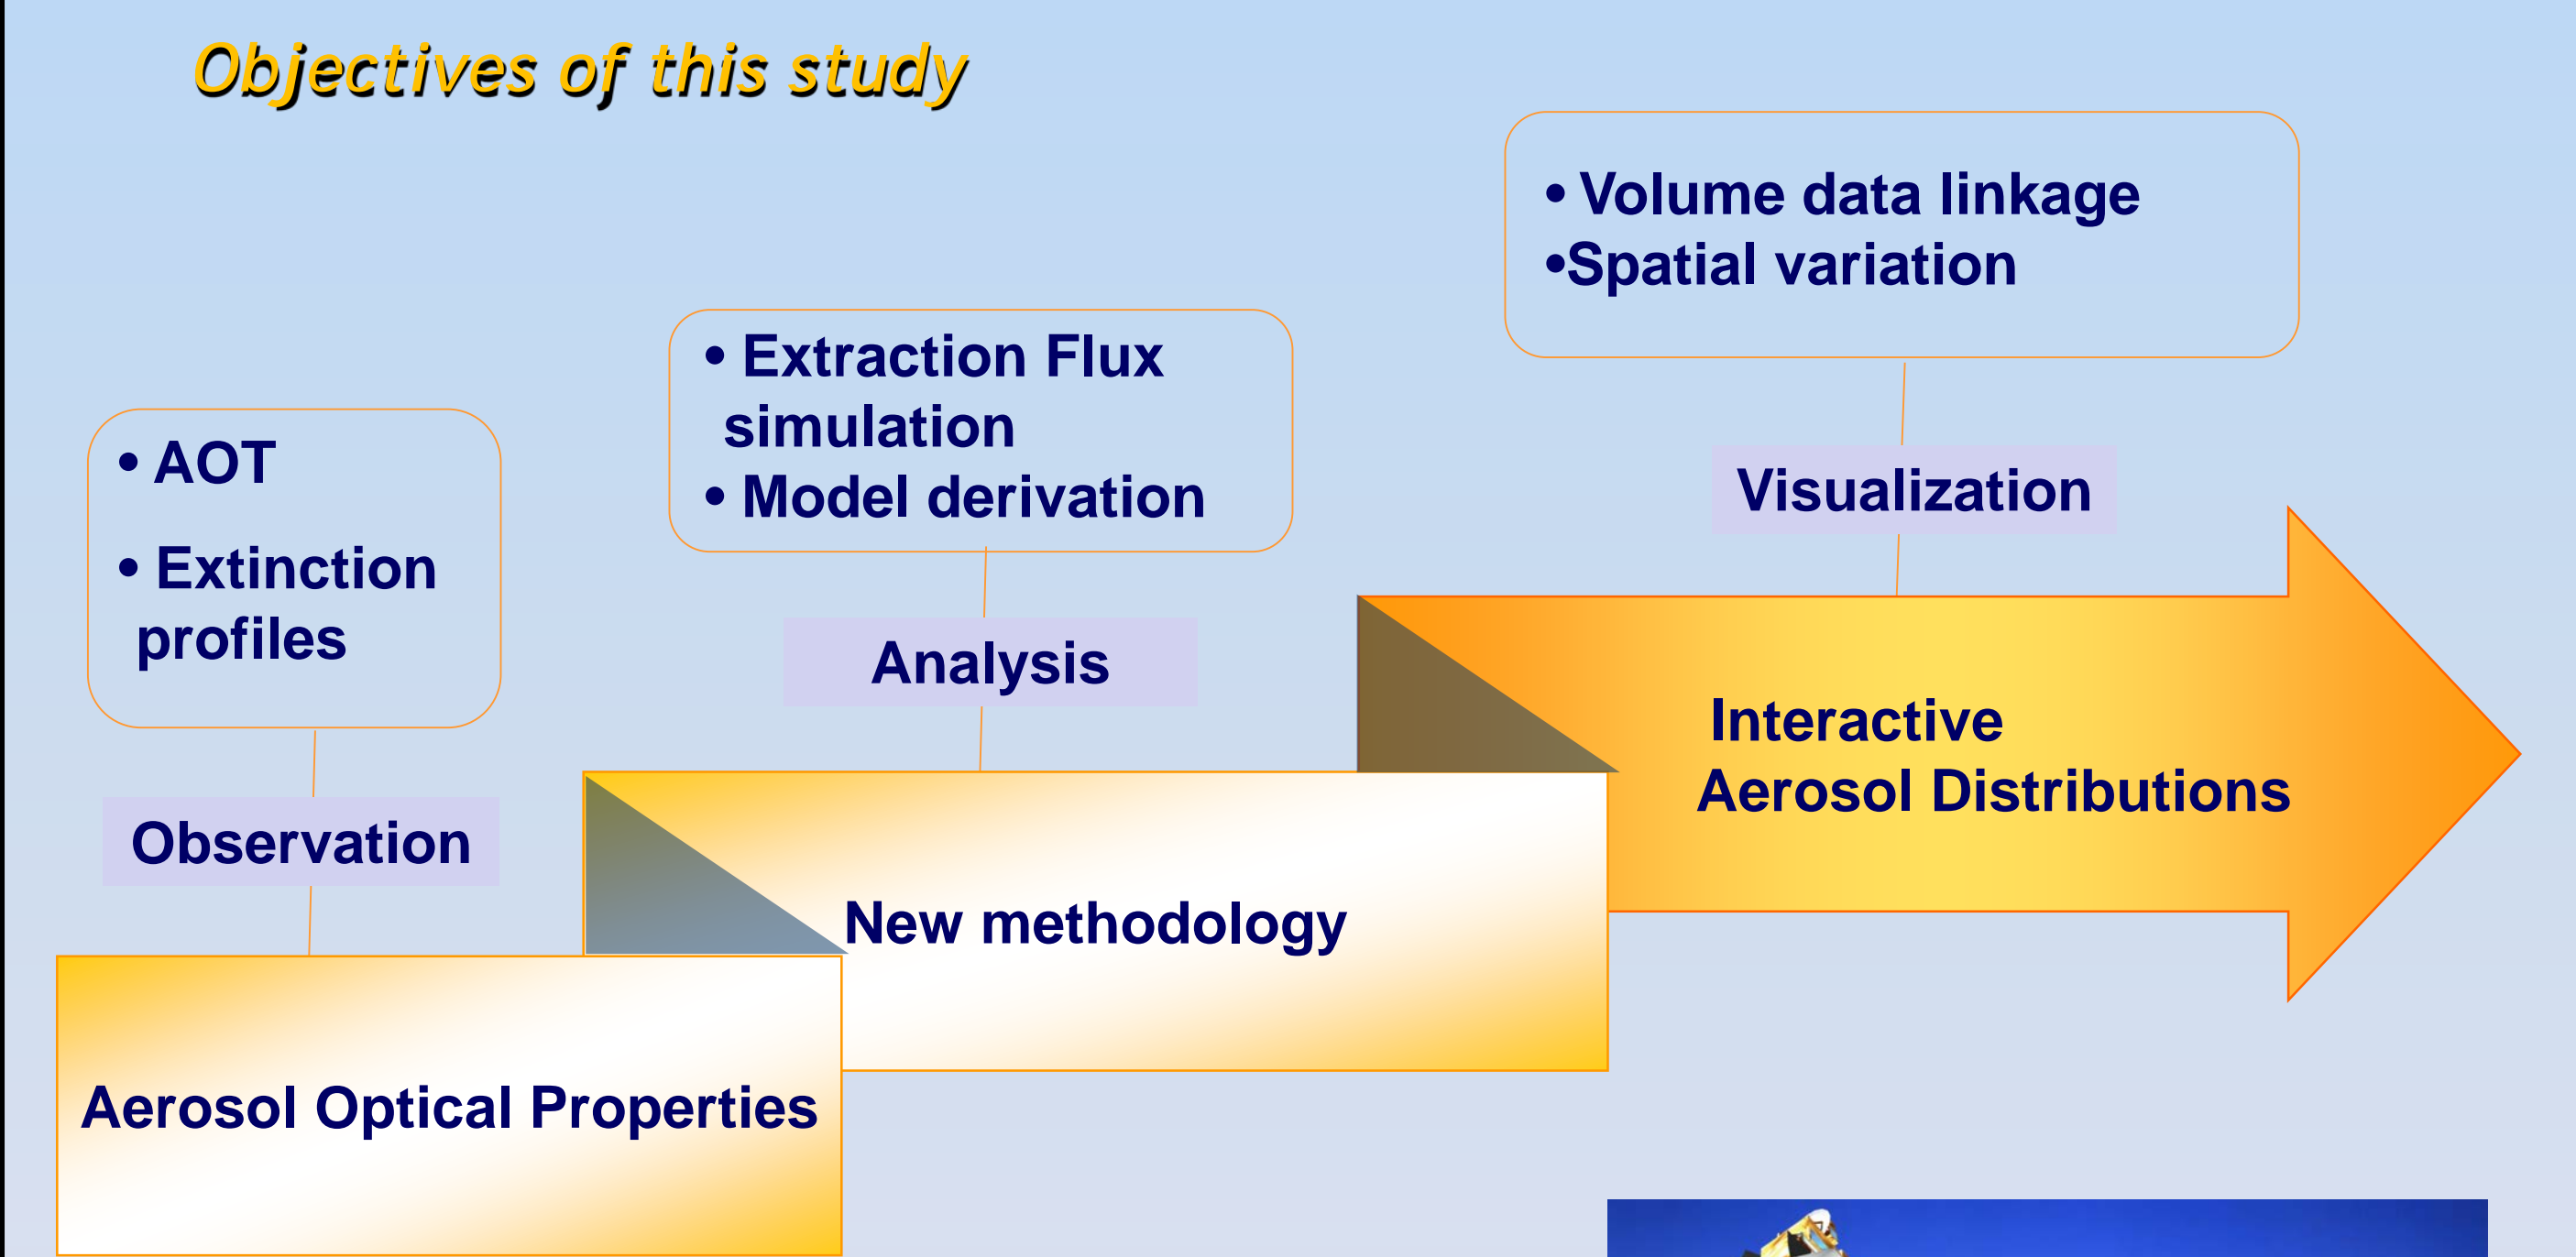 Objectives of this study
• AOT
• Extinction
profiles
Observation
Aerosol Optical Properties
• Extraction Flux
simulation
• Model derivation
Analysis
New methodology
• Volume data linkage
•Spatial variation
Visualization
Interactive
Aerosol Distributions